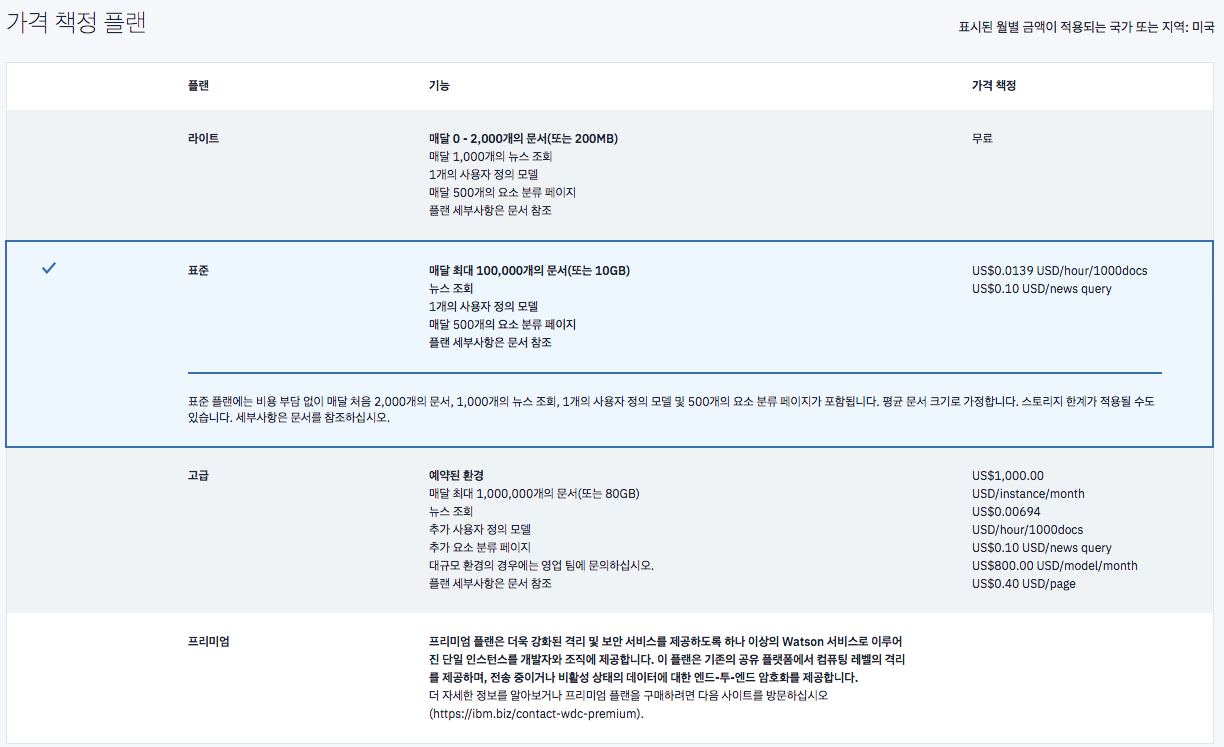 가격 책정 플랜
표시된 월별 금액이 적용되는 국가 또는 지역: 미국
플랜
기능
가격 책정
라이트
매달 0 - 2,000개의 문서(또는 200MB)
매달 1,000개의 뉴스 조회
1개의 사용자 정의 모델
매달 500개의 요소 분류 페이지
플랜 세부사항은 문서 참조
무료
표준
매달 최대 100,000개의 문서(또는 10GB)
뉴스 조회
1개의 사용자 정의 모델
매달 500개의 요소 분류 페이지
플랜 세부사항은 문서 참조
US$0.0139 USD/hour/1000docs
US$0.10 USD/news query
표준 플랜에는 비용 부담 없이 매달 처음 2,000개의 문서, 1,000개의 뉴스 조회, 1개의 사용자 정의 모델 및 500개의 요소 분류 페이지가 포함됩니다. 평균 문서 크기로 가정합니다. 스토리지 한계가 적용될 수도
있습니다. 세부사항은 문서를 참조하십시오.
고급
예약된 환경
매달 최대 1,000,000개의 문서(또는 80GB)
뉴스 조회
추가 사용자 정의 모델
추가 요소 분류 페이지
대규모 환경의 경우에는 영업 팀에 문의하십시오.
플랜 세부사항은 문서 참조
US$1,000.00
USD/instance/month
US$0.00694
USD/hour/1000docs
US$0.10 USD/news query
US$800.00 USD/model/month
US$0.40 USD/page
프리미엄
프리미엄 플랜은 더욱 강화된 격리 및 보안 서비스를 제공하도록 하나 이상의 Watson 서비스로 이루어
진 단일 인스턴스를 개발자와 조직에 제공합니다. 이 플랜은 기존의 공유 플랫폼에서 컴퓨팅 레벨의 격리
를 제공하며, 전송 중이거나 비활성 상태의 데이터에 대한 엔드-투-엔드 암호화를 제공합니다.
더 자세한 정보를 알아보거나 프리미엄 플랜을 구매하려면 다음 사이트를 방문하십시오
(https://ibm.biz/contact-wdc-premium).